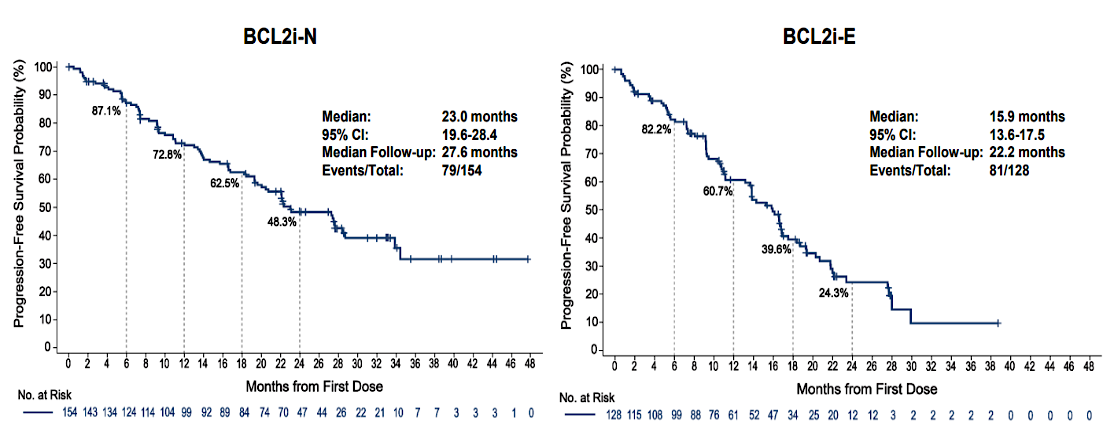 BCL2i-N
Progression-Free Survival Probability (%)
100
90
80
70
60
50
40
30
20
10
0
87.1%
72.8%
62.5%
48.3%
Median: 23.0 months
95% CI: 19.6-28.4
Median Follow-up: 27.6 months
Events/Total: 79/154
0 2 4 6 8 10 12 14 16 18 20 22 24 26 28 30 32 34 36 38 40 42 44 46 48
Months from First Dose
No. at Risk
154 143 134 124 114 104 99 92 89 84 74 70 47 44 26 22 21 10 7 7 3 3 3 1 0
BCL2i-E
Progression-Free Survival Probability (%)
100
90
80
70
60
50
40
30
20
10
0
82.2%
60.7%
39.6%
24.3%
Median: 15.9 months
95% CI: 13.6-17.5
Median Follow-up: 22.2 months
Events/Total: 81/128
0 2 4 6 8 10 12 14 16 18 20 22 24 26 28 30 32 34 36 38 40 42 44 46 48
Months from First Dose
No. at Risk
128 115 108 99 88 76 61 52 47 34 25 20 12 12 3 2 2 2 2 2 0 0 0 0 0